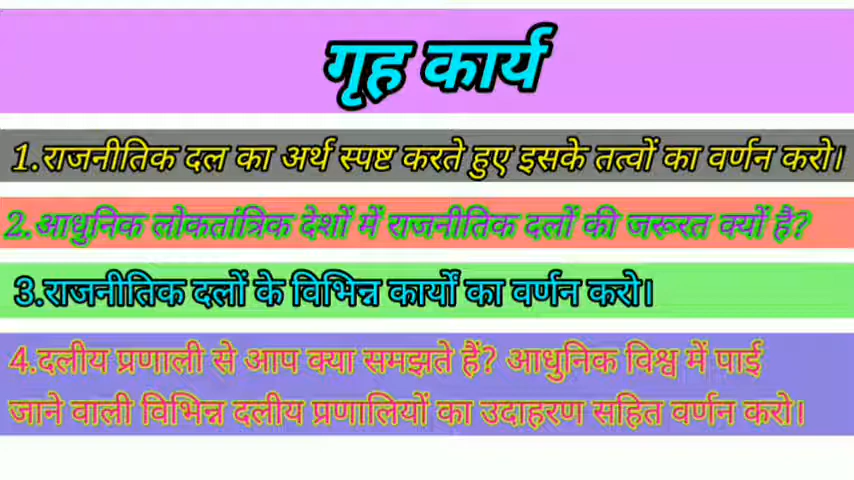 गृह कार्य
1.राजनीतिक दल का अर्थ स्पष्ट करते हुए इसके तत्वों का वर्णन करो।
2.आधुनिक लोकतांत्रिक देशों में राजनीतिक दलों की जरूरत क्यों है?
3.राजनीतिक दलों के विभिन्न कार्यों का वर्णन करो।
4.दलीय प्रणाली से आप क्या समझते हैं? आधुनिक विश्व में पाई
जाने वाली विभिन्न दलीय प्रणालियों का उदाहरण सहित वर्णन करो।